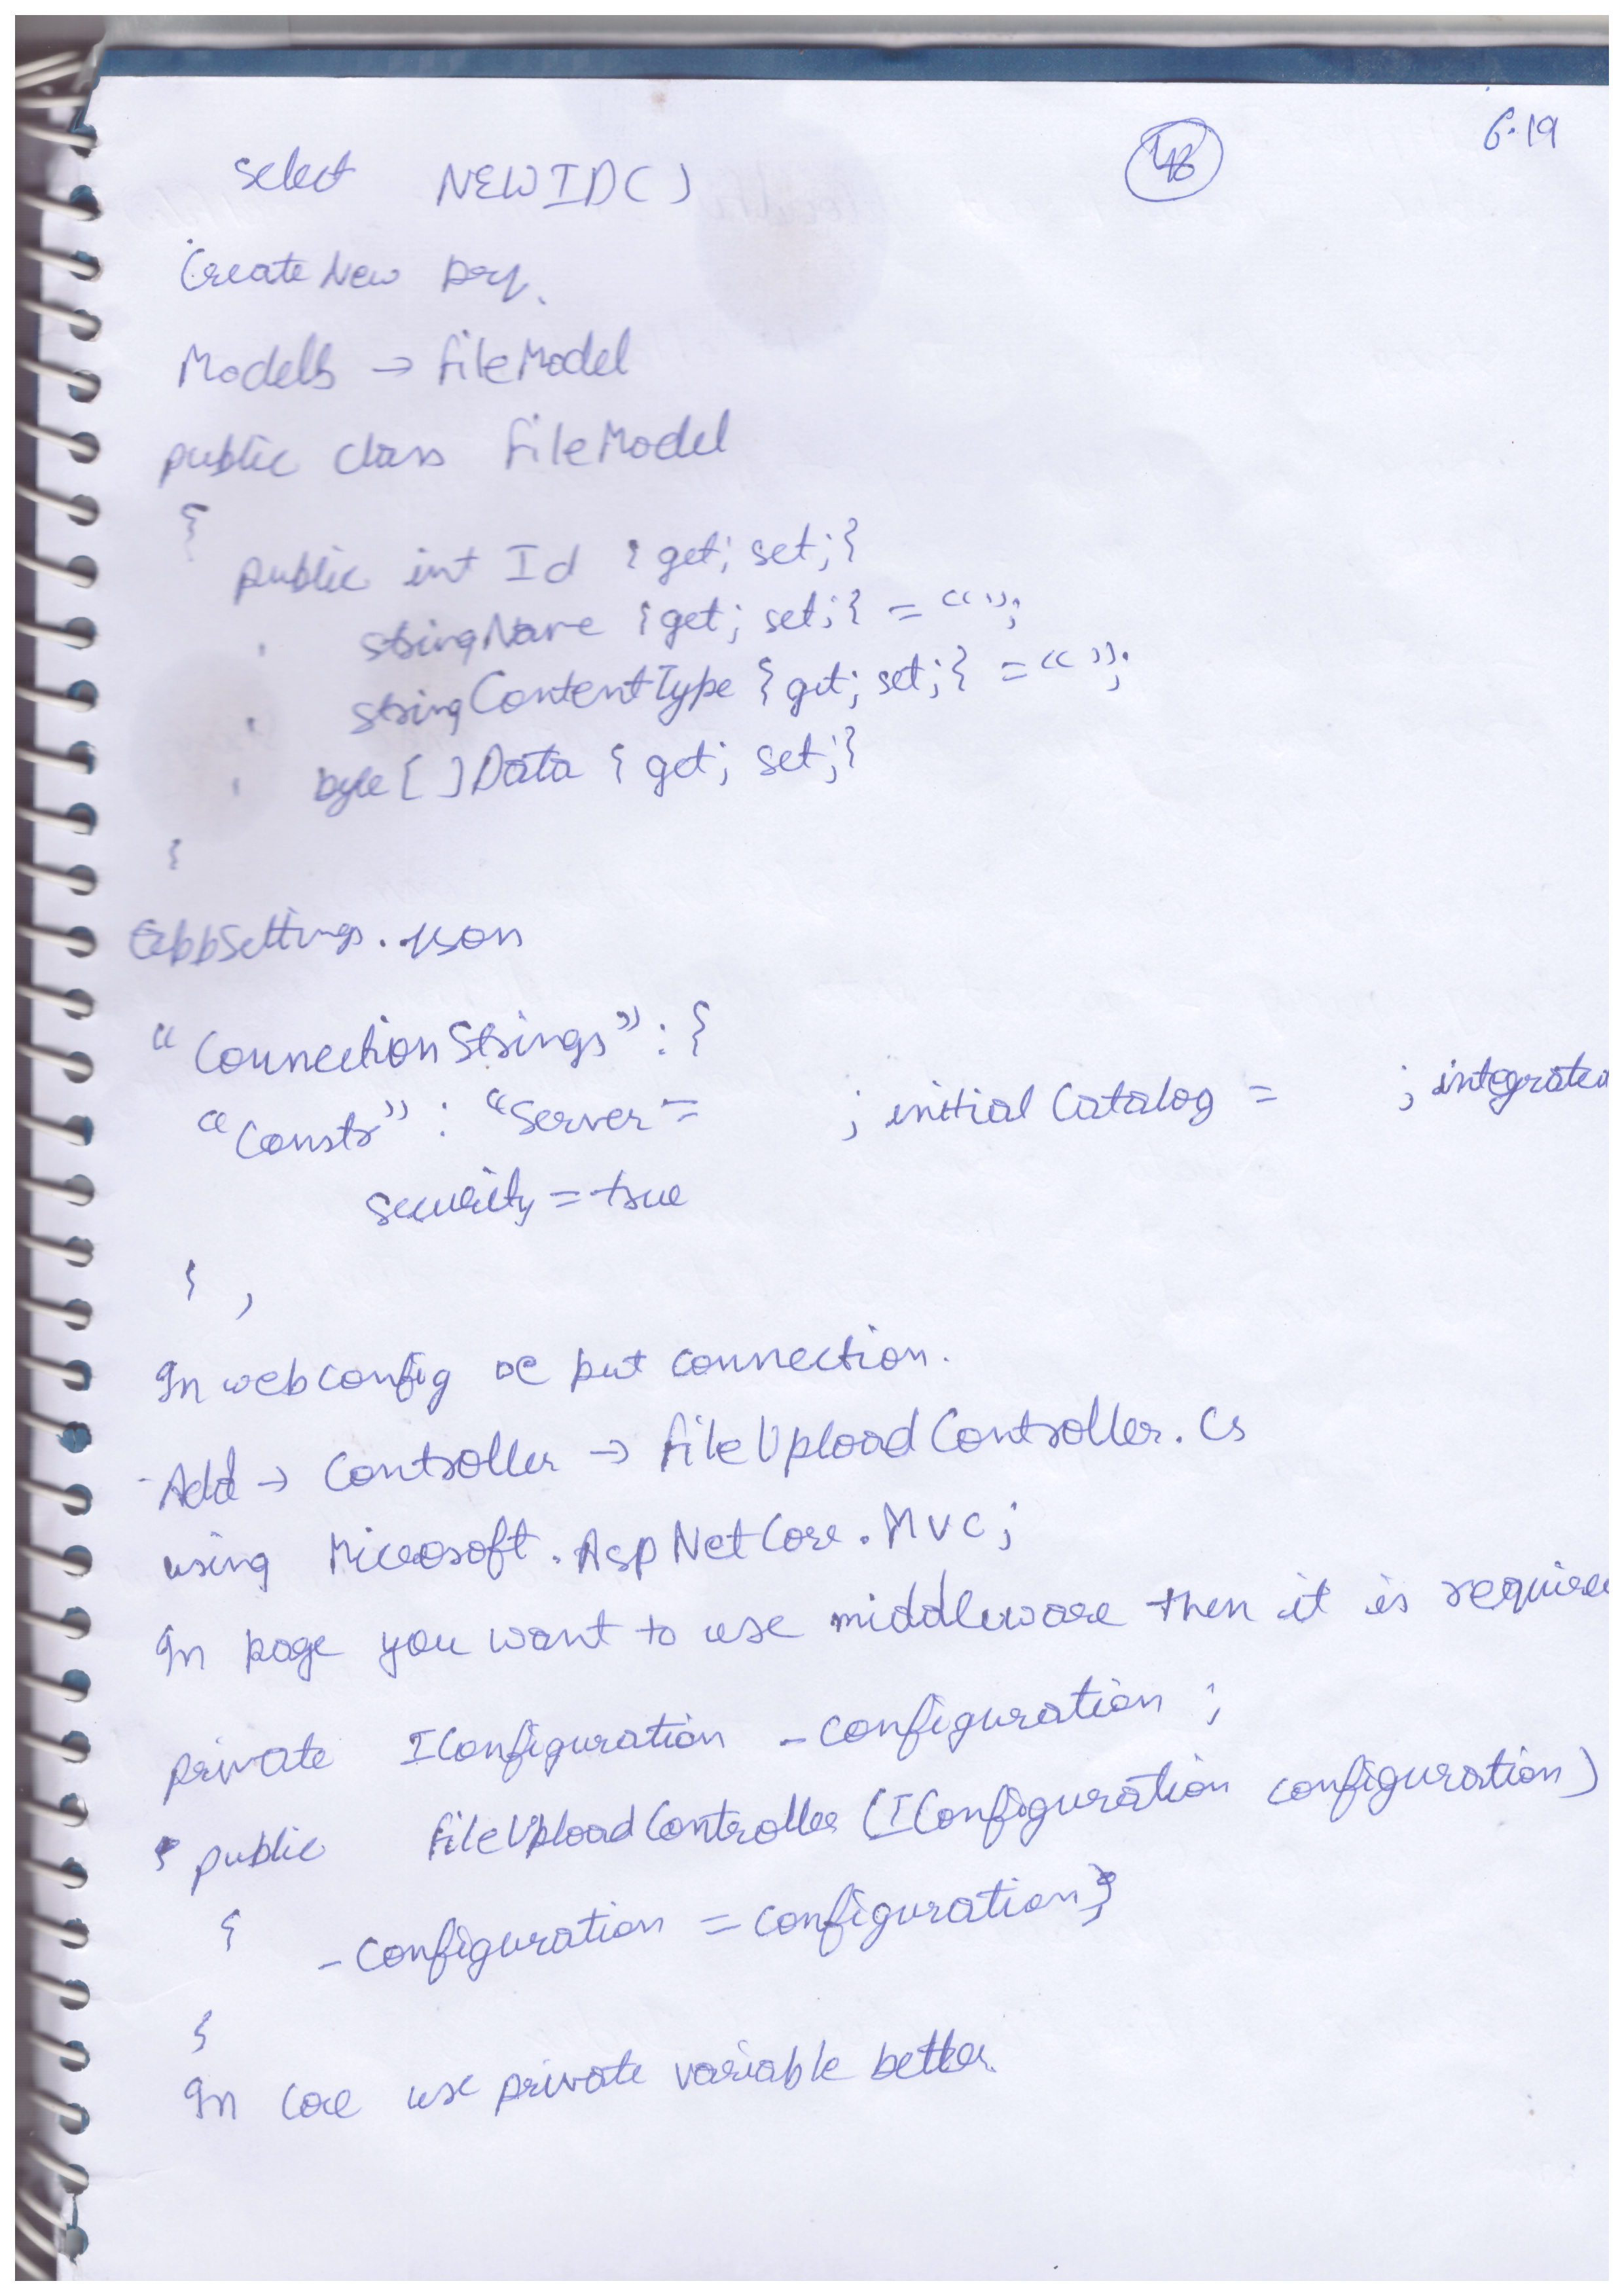 6.19
48
select NEWID()
Create New
Models → FileModel
public class FileModel
{
public int Id { get; set; }
" string Name { get; set; } = "";
" string ContentType { get; set; } = "";
" byte [ ] Data { get; set; }
}
appSettings.json
"ConnectionStrings" : {
"Constr" : "Server = ; initial Catalog = ; integrated
security = true
} ,
In webconfig we put connection.
Add → Controller → FileUploadController.cs
using Microsoft.AspNetCore.Mvc;
In page you want to use middleware then it is require
private IConfiguration _configuration ;
public FileUploadController (IConfiguration configuration)
{ _configuration = configuration;
}
In Core use private variable better.